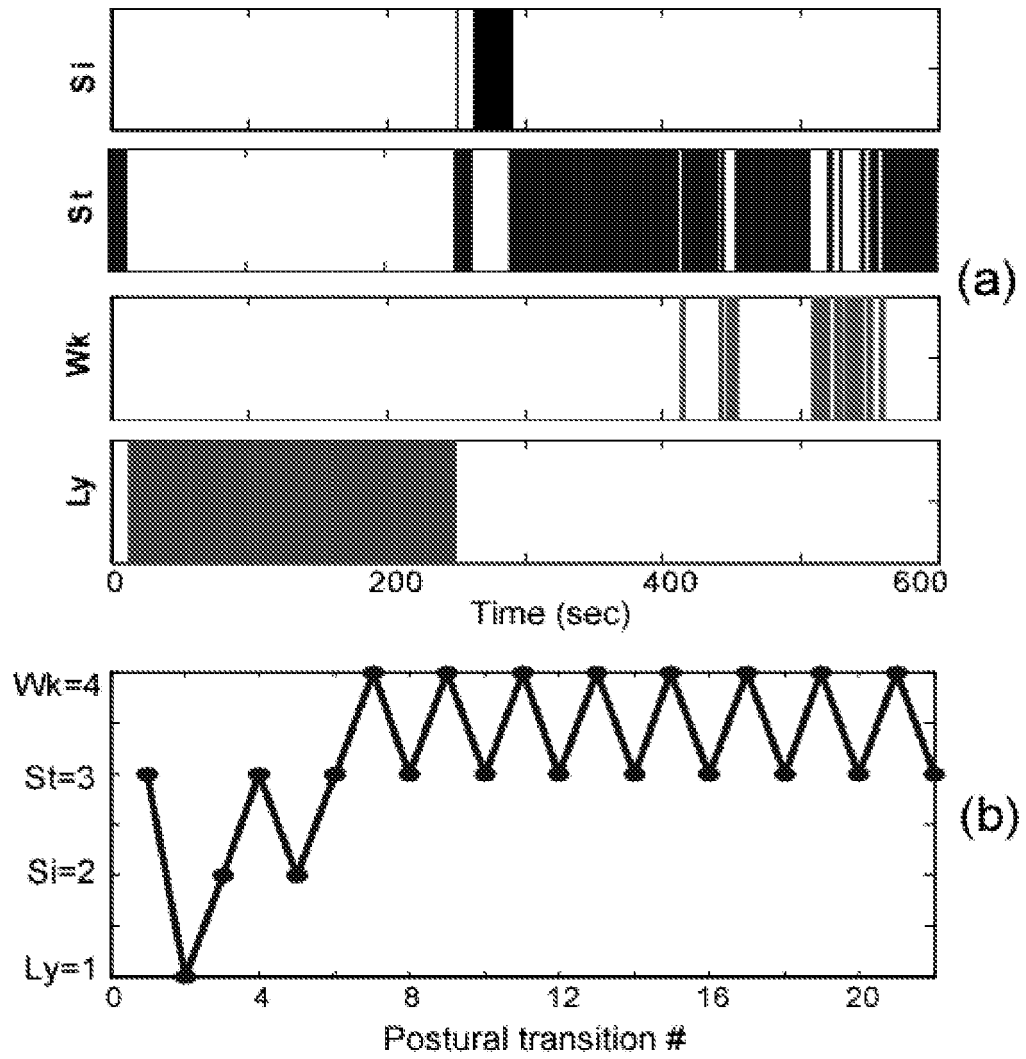 Si
St
(a)
Wk
Ly
0 200 400 600
Time (sec)
Wk=4
St=3
(b)
Si=2
Ly=1
0 4 8 12 16 20
Postural transition #